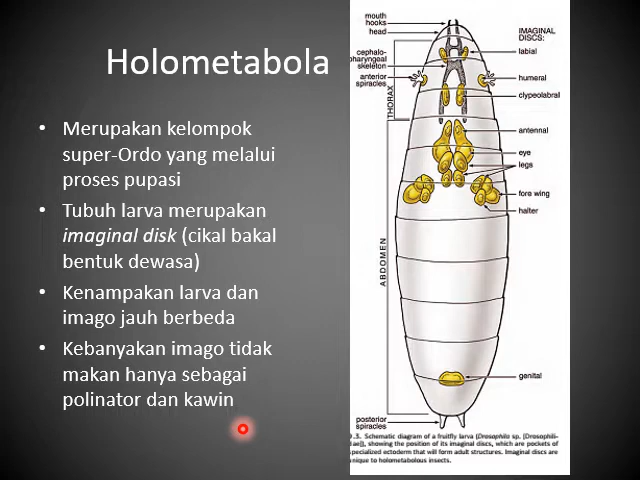 Holometabola
• Merupakan kelompok
super-Ordo yang melalui
proses pupasi
• Tubuh larva merupakan
imaginal disk (cikal bakal
bentuk dewasa)
• Kenampakan larva dan
imago jauh berbeda
• Kebanyakan imago tidak
makan hanya sebagai
polinator dan kawin
mouth
hooks
head
cephalo-
pharyngeal
skeleton
anterior
spiracles
THORAX
ABDOMEN
posterior
spiracles
IMAGINAL
DISCS:
labial
humeral
clypeolabral
antennal
eye
legs
fore wing
halter
genital
.3. Schematic diagram of a fruitfly larva (Drosophila sp. [Drosophili-
dae]), showing the position of its imaginal discs, which are pockets of
specialized ectoderm that will form adult structures. Imaginal discs are
nique to holometabolous insects.